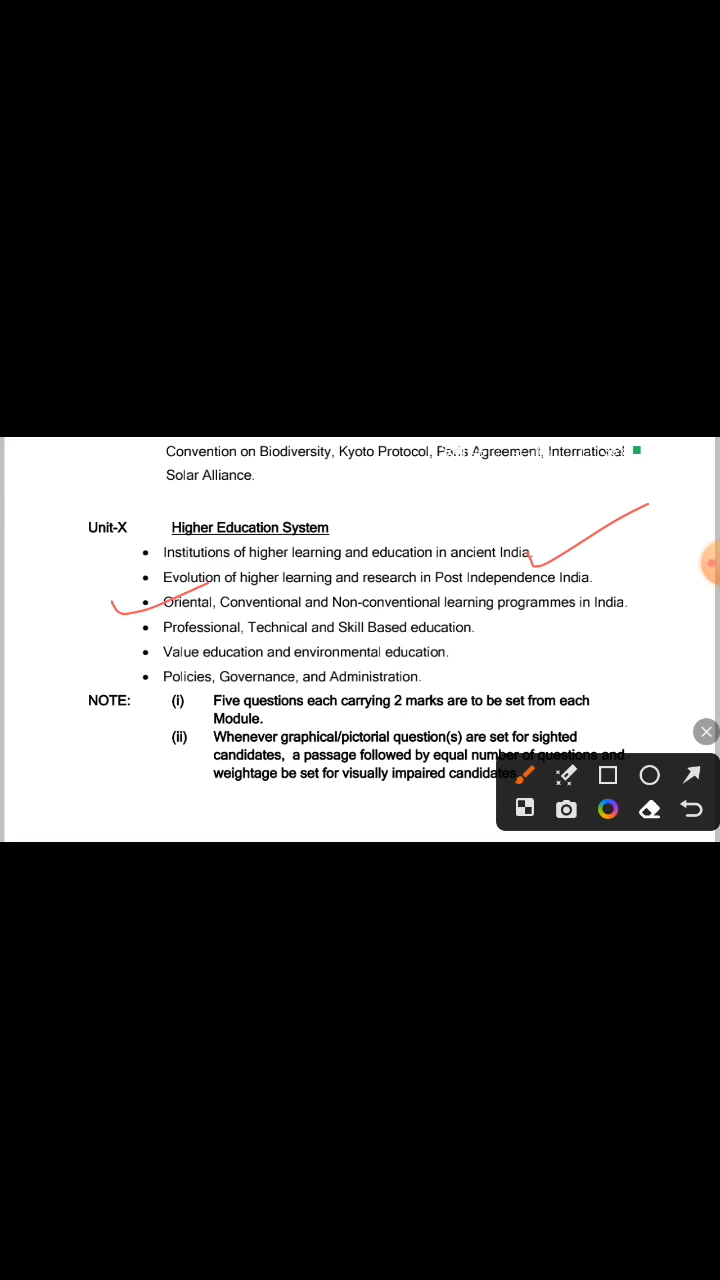 Convention on Biodiversity, Kyoto Protocol, Paris Agreement, International
Solar Alliance.
Unit-X Higher Education System
• Institutions of higher learning and education in ancient India.
• Evolution of higher learning and research in Post Independence India.
• Oriental, Conventional and Non-conventional learning programmes in India.
• Professional, Technical and Skill Based education.
• Value education and environmental education.
• Policies, Governance, and Administration.
NOTE: (i) Five questions each carrying 2 marks are to be set from each
Module.
(ii) Whenever graphical/pictorial question(s) are set for sighted
candidates, a passage followed by equal number of questions and
weightage be set for visually impaired candidates